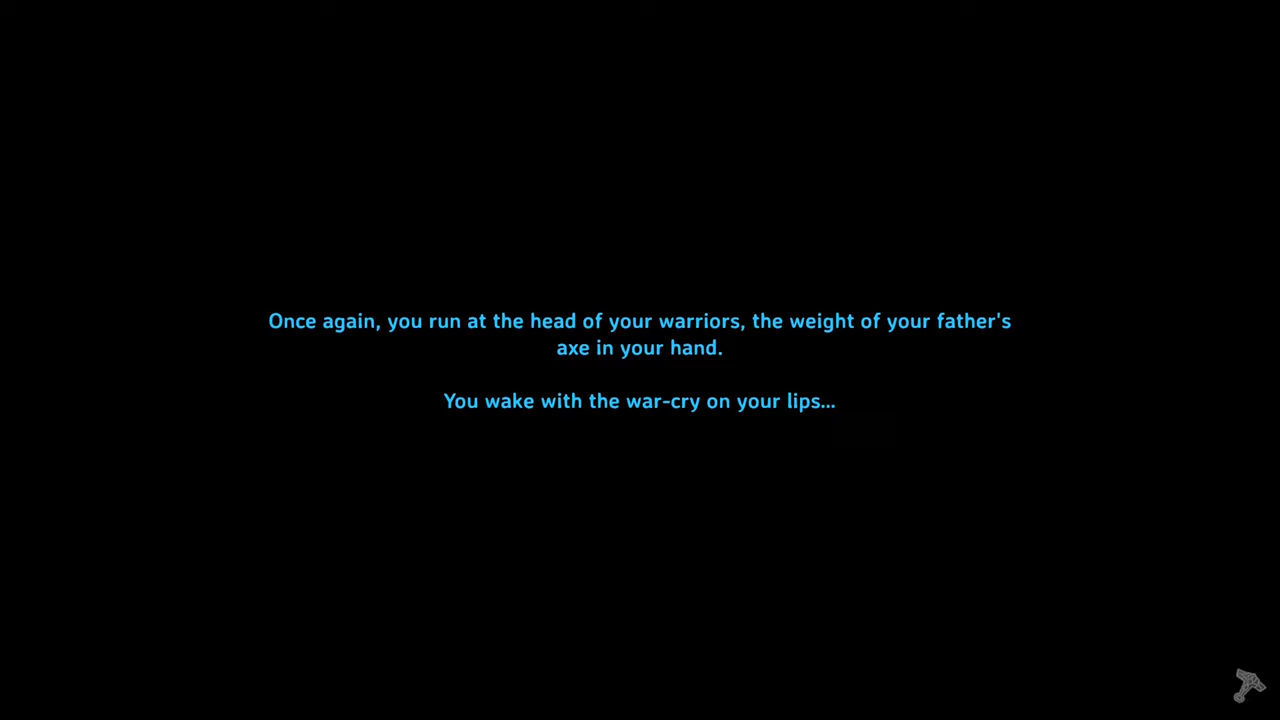 Once again, you run at the head of your warriors, the weight of your father's
axe in your hand.
You wake with the war-cry on your lips...